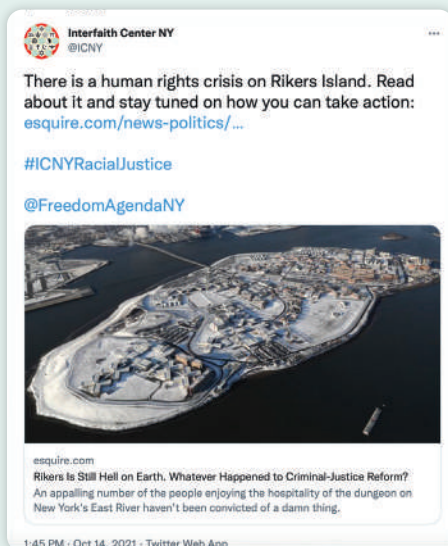 Interfaith Center NY
@ICNY
There is a human rights crisis on Rikers Island. Read
about it and stay tuned on how you can take action:
esquire.com/news-politics/...
#ICNYRacialJustice
@FreedomAgendaNY
esquire.com
Rikers Is Still Hell on Earth. Whatever Happened to Criminal-Justice Reform?
An appalling number of the people enjoying the hospitality of the dungeon on
New York's East River haven't been convicted of a damn thing.
1:45 PM · Oct 14, 2021 · Twitter Web App